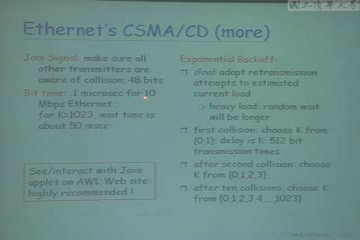 Ethernet's CSMA/CD (more)
Jam Signal: make sure all
other transmitters are
aware of collision; 48 bits
Bit time: .1 microsec for 10
Mbps Ethernet ;
for K=1023, wait time is
about 50 msec
See/interact with Java
applet on AWL Web site:
highly recommended !
Exponential Backoff:
Goal: adapt retransmission
attempts to estimated
current load
heavy load: random wait
will be longer
first collision: choose K from
{0,1}; delay is K· 512 bit
transmission times
after second collision: choose
K from {0,1,2,3}...
after ten collisions, choose K
from {0,1,2,3,4,...,1023}